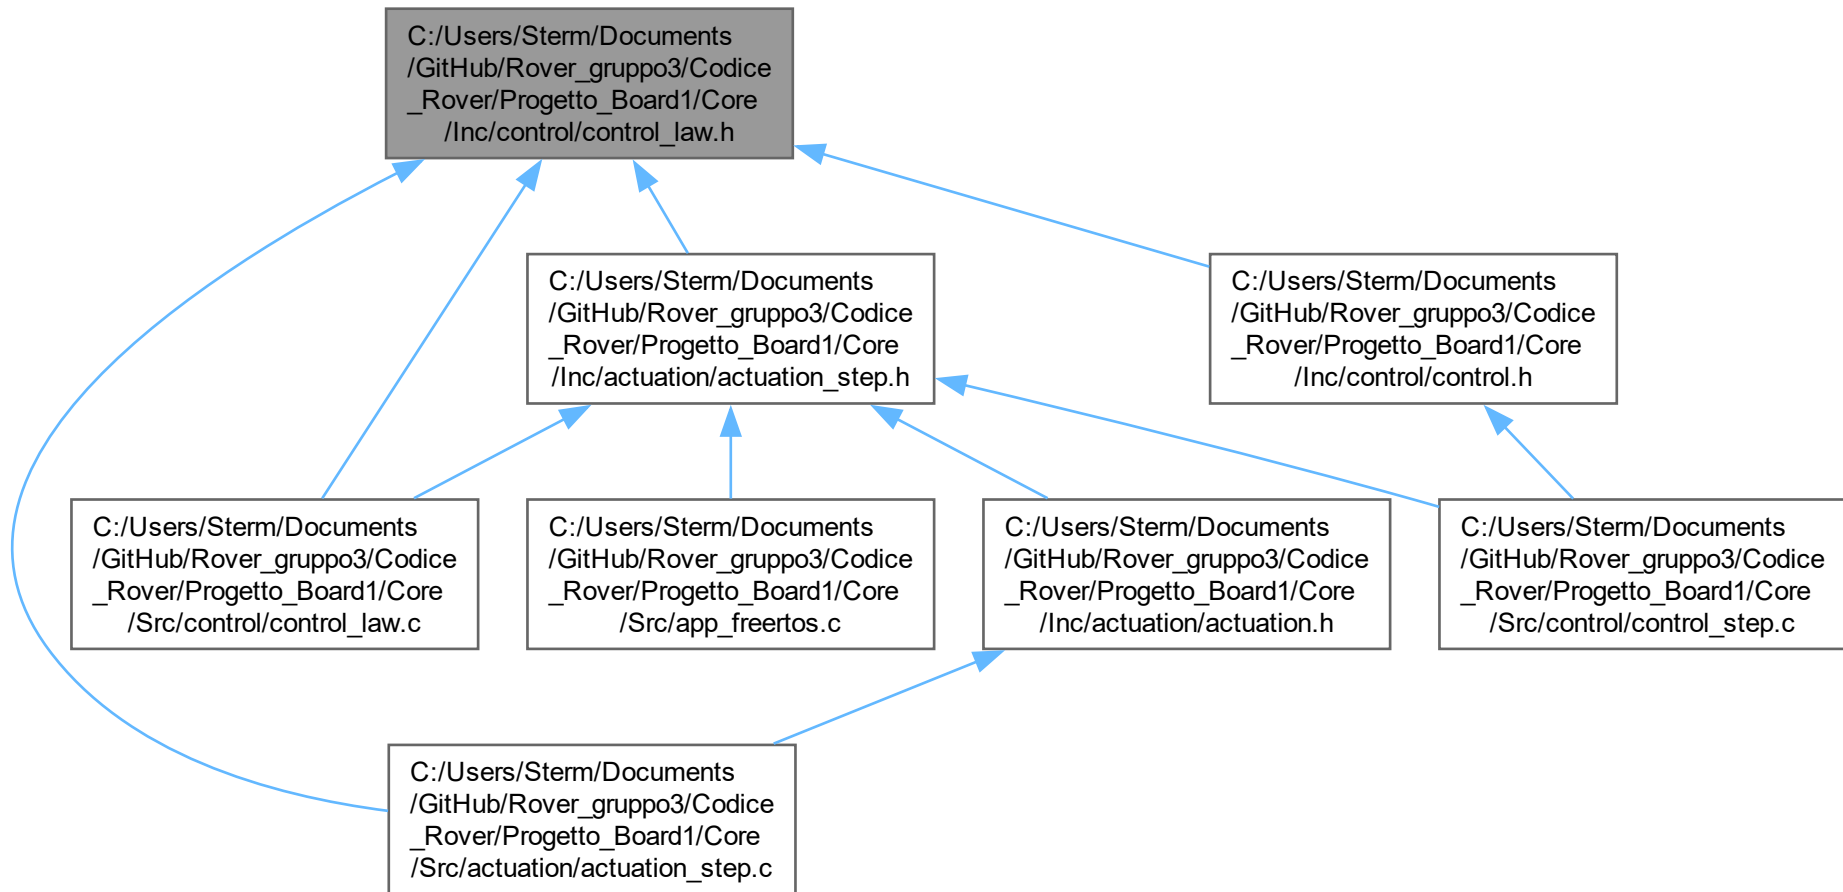 C:/Users/Sterm/Documents
/GitHub/Rover_gruppo3/Codice
_Rover/Progetto_Board1/Core
/Inc/control/control_law.h
C:/Users/Sterm/Documents
/GitHub/Rover_gruppo3/Codice
_Rover/Progetto_Board1/Core
/Inc/actuation/actuation_step.h
C:/Users/Sterm/Documents
/GitHub/Rover_gruppo3/Codice
_Rover/Progetto_Board1/Core
/Inc/control/control.h
C:/Users/Sterm/Documents
/GitHub/Rover_gruppo3/Codice
_Rover/Progetto_Board1/Core
/Src/control/control_law.c
C:/Users/Sterm/Documents
/GitHub/Rover_gruppo3/Codice
_Rover/Progetto_Board1/Core
/Src/app_freertos.c
C:/Users/Sterm/Documents
/GitHub/Rover_gruppo3/Codice
_Rover/Progetto_Board1/Core
/Inc/actuation/actuation.h
C:/Users/Sterm/Documents
/GitHub/Rover_gruppo3/Codice
_Rover/Progetto_Board1/Core
/Src/control/control_step.c
C:/Users/Sterm/Documents
/GitHub/Rover_gruppo3/Codice
_Rover/Progetto_Board1/Core
/Src/actuation/actuation_step.c